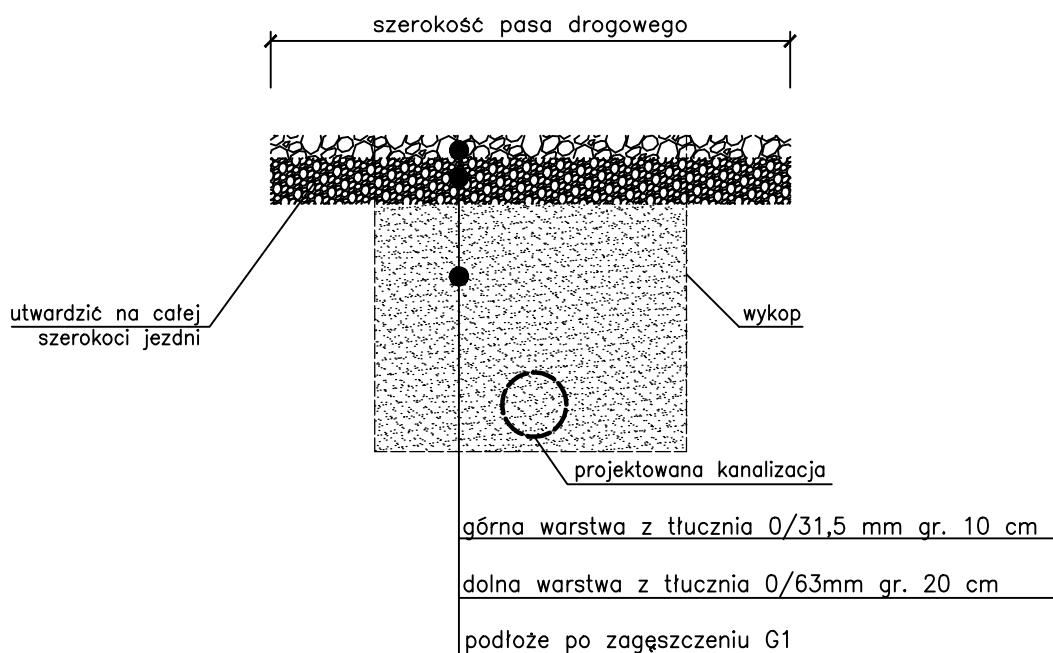 szerokość pasa drogowego
utwardzić na całej
szerokoci jezdni
wykop
projektowana kanalizacja
górna warstwa z tłucznia 0/31,5 mm gr. 10 cm
dolna warstwa z tłucznia 0/63mm gr. 20 cm
podłoże po zagęszczeniu G1